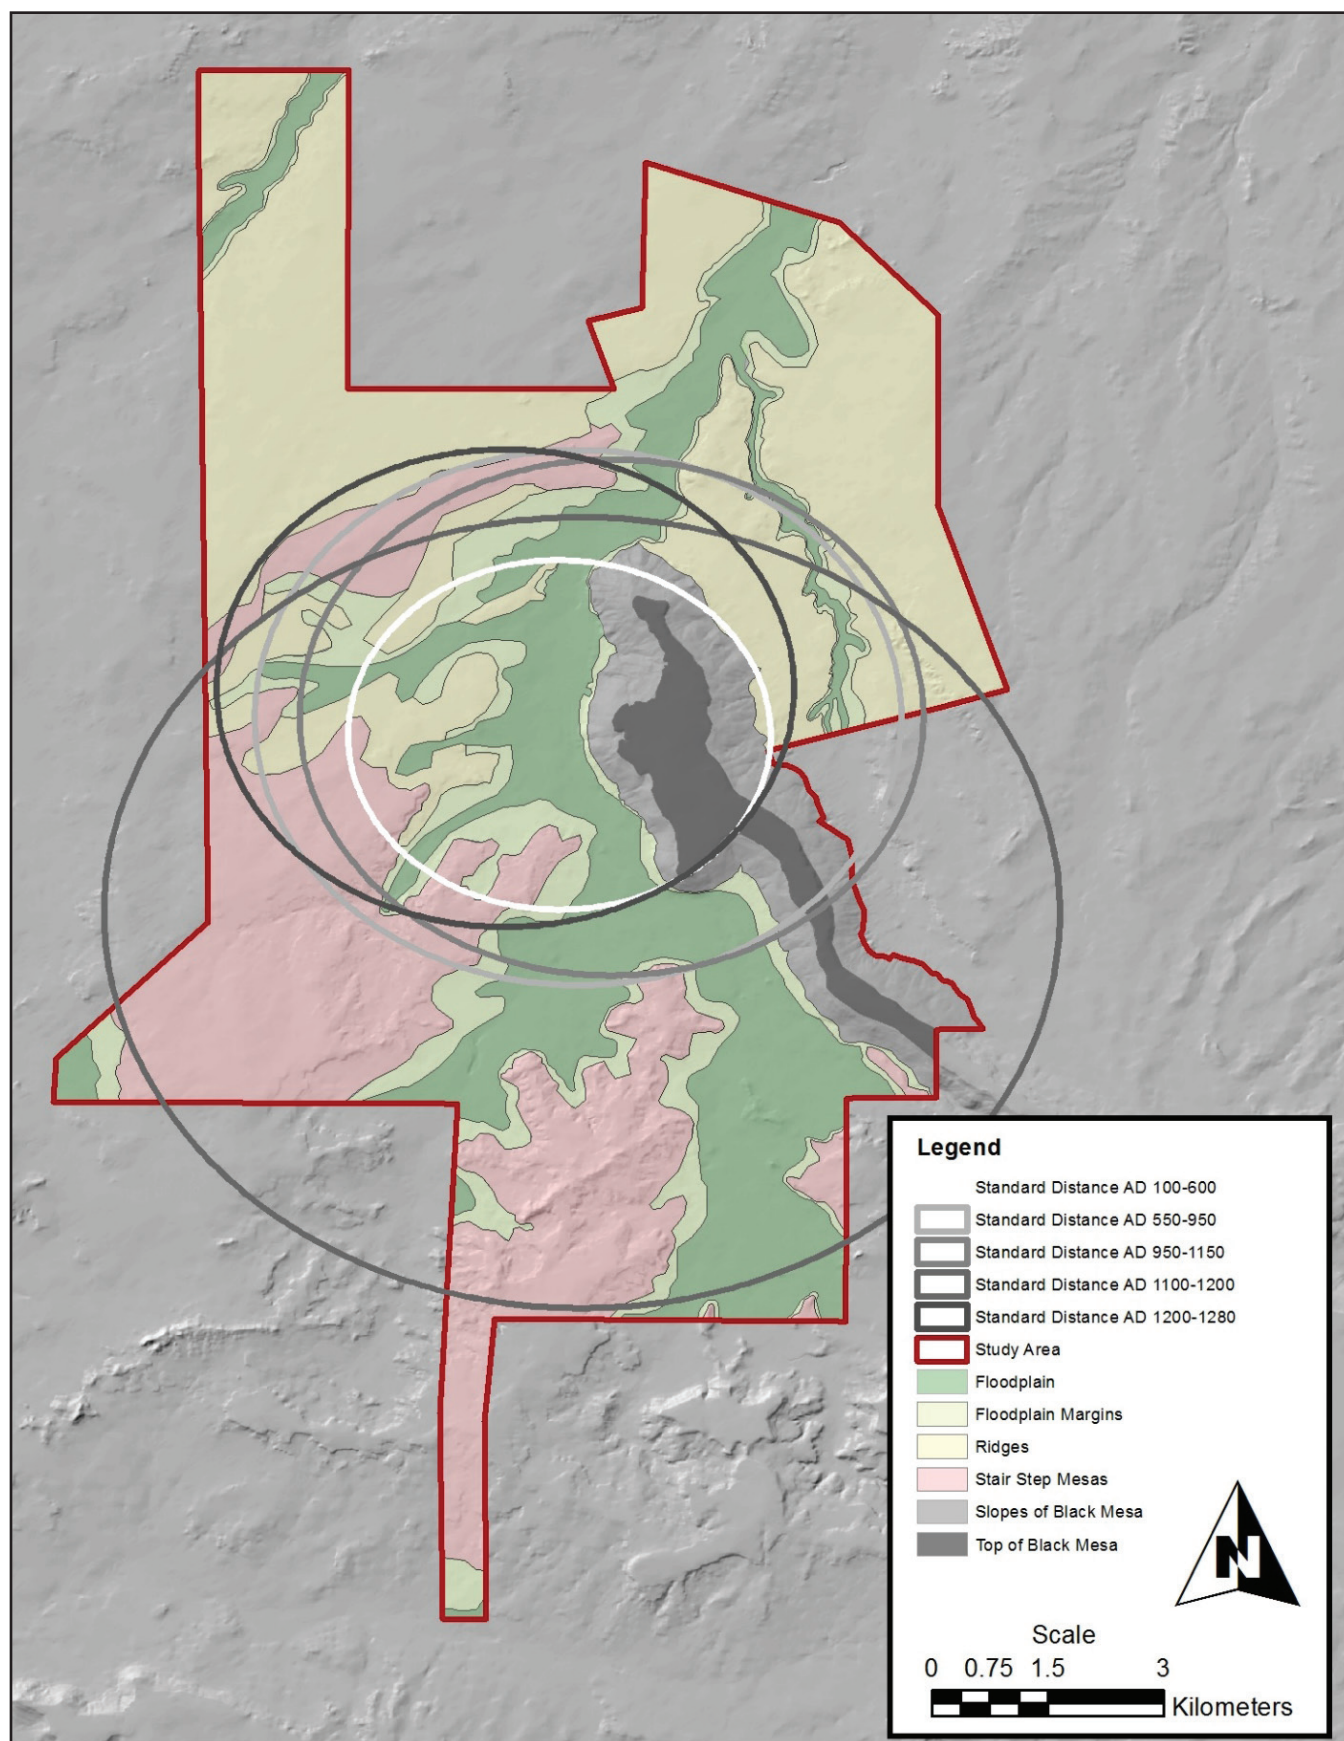 Legend
Standard Distance AD 100-600
Standard Distance AD 550-950
Standard Distance AD 950-1150
Standard Distance AD 1100-1200
Standard Distance AD 1200-1280
Study Area
Floodplain
Floodplain Margins
Ridges
Stair Step Mesas
Slopes of Black Mesa
Top of Black Mesa
N
Scale
0 0.75 1.5 3
Kilometers